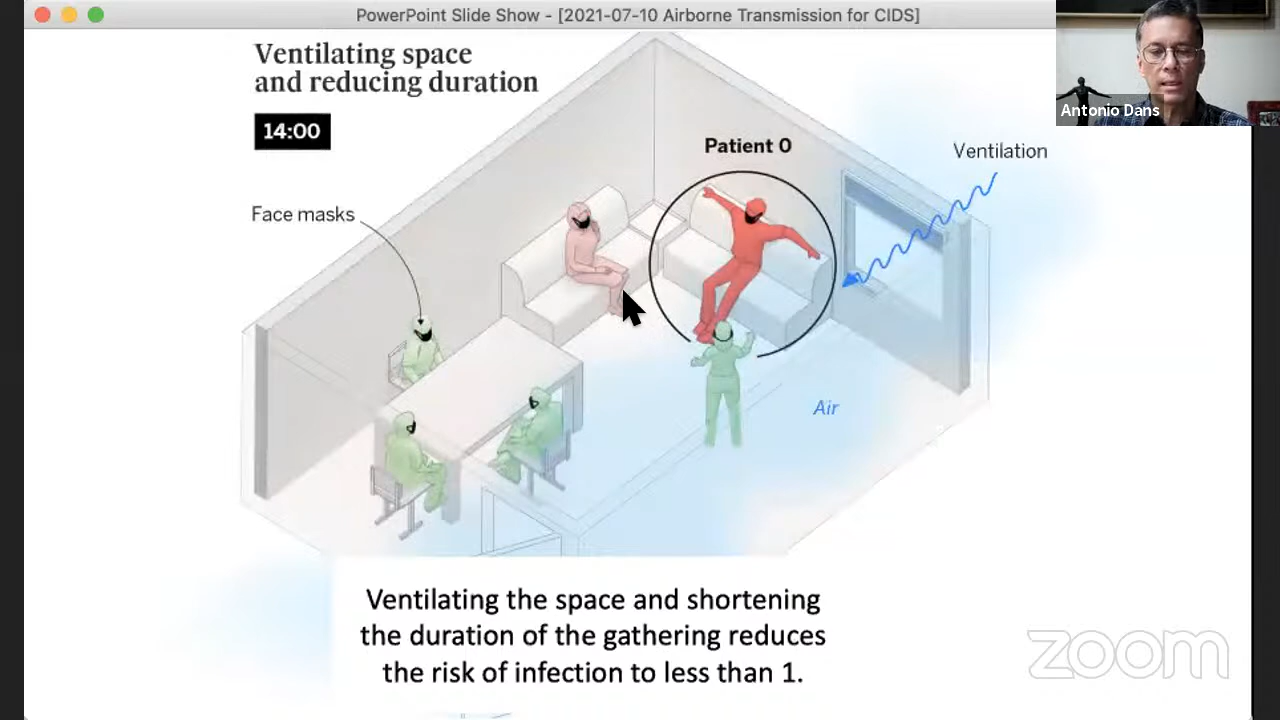 PowerPoint Slide Show - [2021-07-10 Airborne Transmission for CIDS]
Ventilating space
and reducing duration
14:00
Antonio Dans
Patient 0
Ventilation
Face masks
Air
Ventilating the space and shortening
the duration of the gathering reduces
the risk of infection to less than 1.
zoom